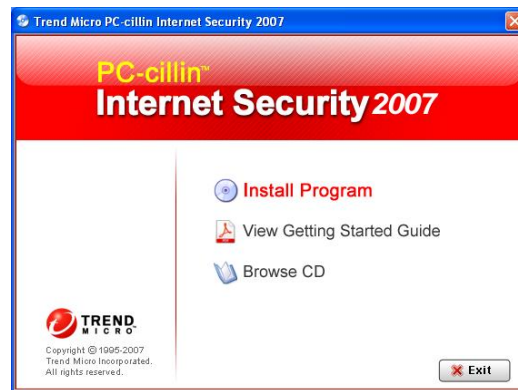 Trend Micro PC-cillin Internet Security 2007
PC-cillin™
Internet Security 2007
Install Program
View Getting Started Guide
Browse CD
TREND
MICRO
Copyright © 1995-2007
Trend Micro Incorporated.
All rights reserved.
Exit